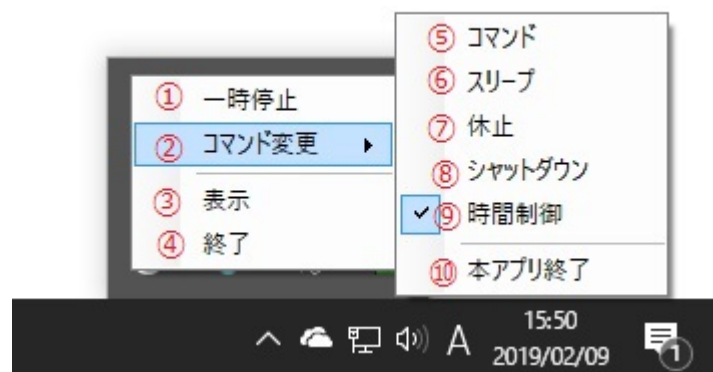 ① 一時停止
② コマンド変更
③ 表示
④ 終了
⑤ コマンド
⑥ スリープ
⑦ 休止
⑧ シャットダウン
⑨ 時間制御
⑩ 本アプリ終了
A
15:50
2019/02/09
1